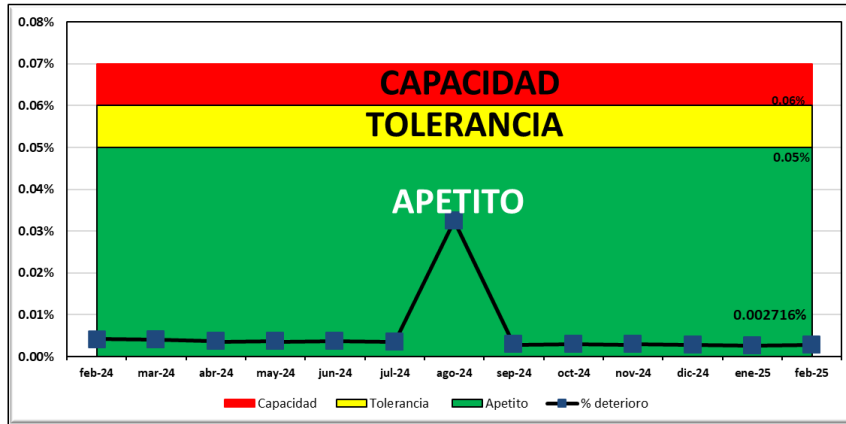 0.08%
0.07%
CAPACIDAD
0.06%
0.06%
TOLERANCIA
0.05%
0.05%
0.04%
APETITO
0.03%
0.02%
0.01%
0.002716%
0.00%
feb-24 mar-24 abr-24 may-24 jun-24 jul-24 ago-24 sep-24 oct-24 nov-24 dic-24 ene-25 feb-25
Capacidad Tolerancia Apetito % deterioro